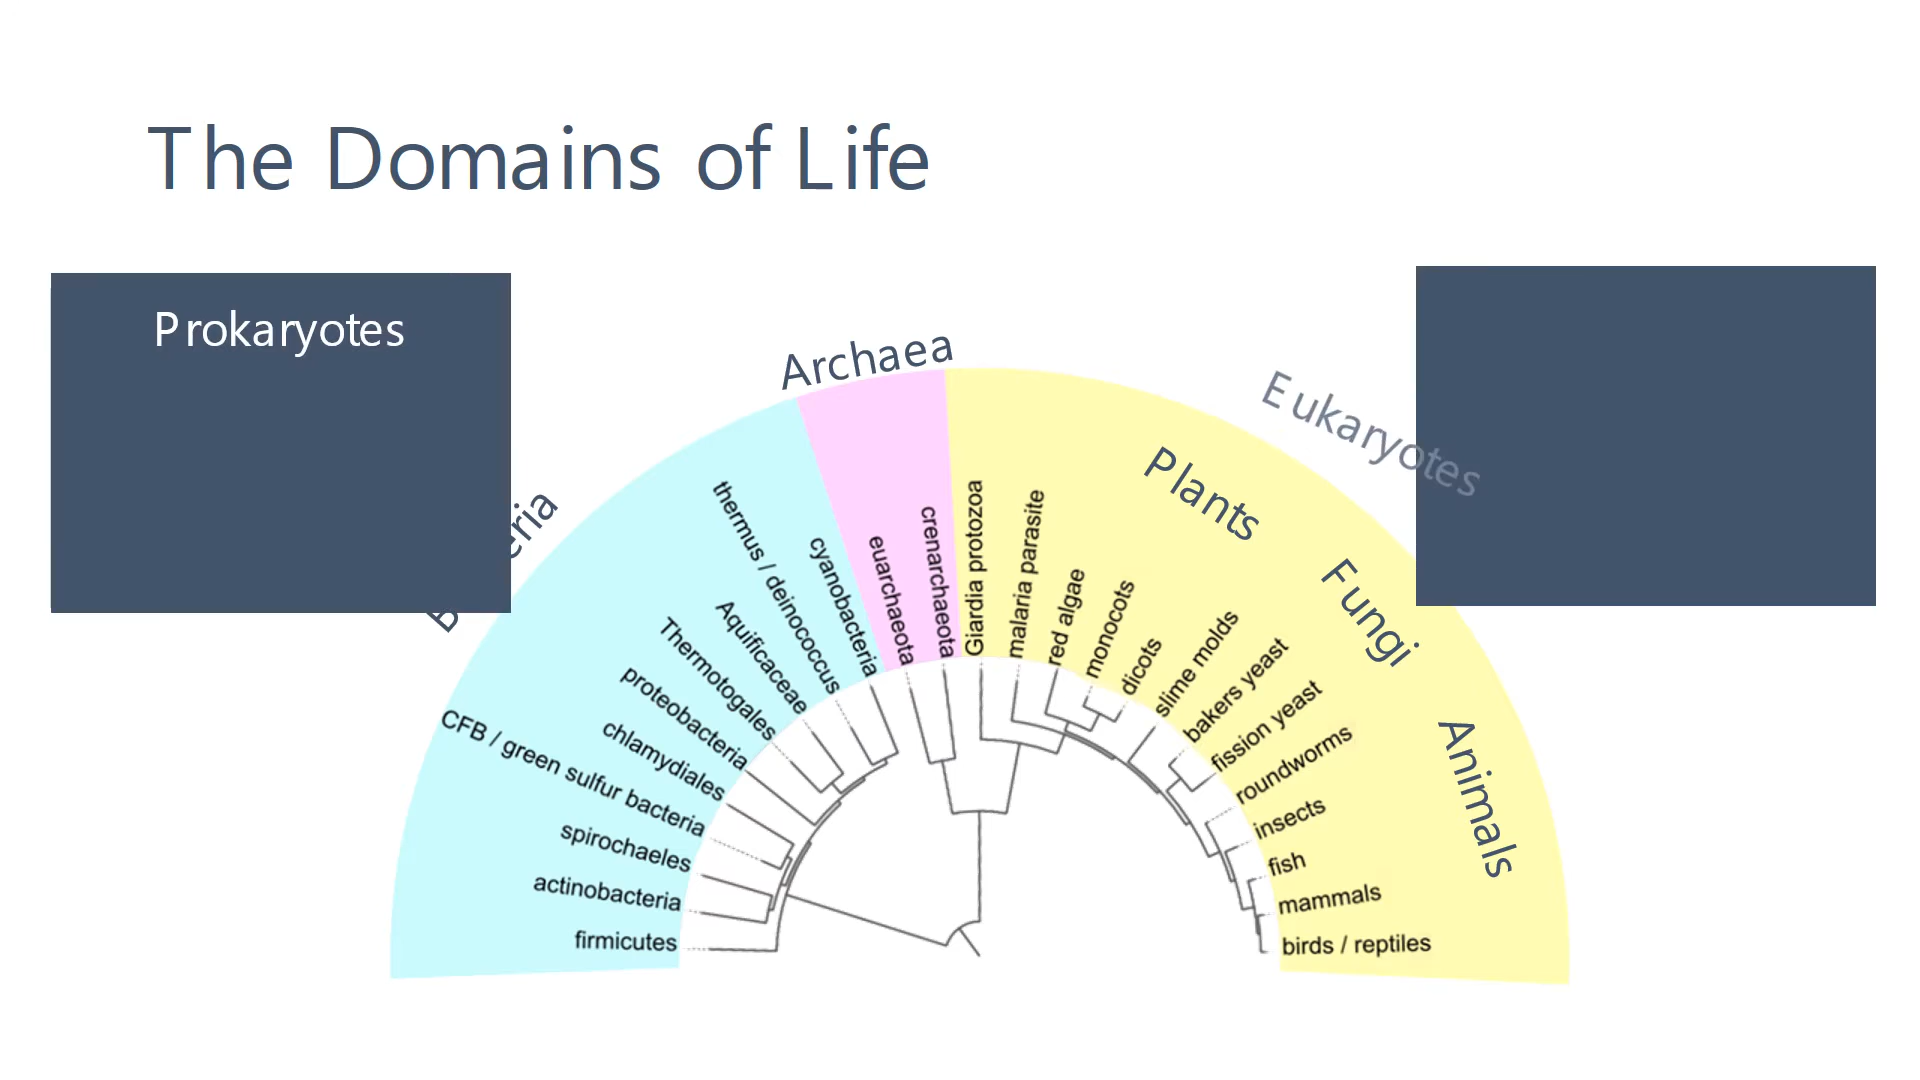 The Domains of Life
Prokaryotes
Archaea
Eukaryotes
Plants
Fungi
Animals
thermus / deinococcus
cyanobacteria
euarchaeota
crenarchaeota
Giardia protozoa
malaria parasite
red algae
monocots
dicots
slime molds
bakers yeast
fission yeast
roundworms
insects
fish
mammals
birds / reptiles
Aquificaceae
Thermotogales
proteobacteria
chlamydiales
CFB / green sulfur bacteria
spirochaeles
actinobacteria
firmicutes